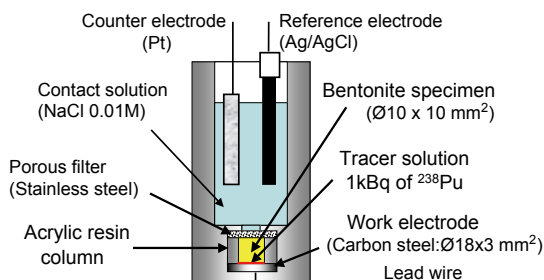 Counter electrode
(Pt)
Reference electrode
(Ag/AgCl)
Contact solution
(NaCl 0.01M)
Bentonite specimen
(Ø10 x 10 mm²)
Porous filter
(Stainless steel)
Tracer solution
1kBq of ²³⁸Pu
Acrylic resin
column
Work electrode
(Carbon steel:Ø18x3 mm²)
Lead wire